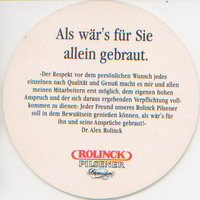 Als wär's für Sie
allein gebraut.
„Der Respekt vor dem persönlichen Wunsch jedes
einzelnen nach Qualität und Genuß macht es mir und allen
meinen Mitarbeitern erst möglich, dem eigenen hohen
Anspruch und der sich daraus ergebenden Verpflichtung voll-
kommen zu dienen: Jeder Freund unseres Rolinck Pilsener
soll in dem Bewußtsein genießen können, als wär's für
ihn und seine Ansprüche gebraut!“
Dr. Alex Rolinck
ROLINCK
PILSENER
Premium